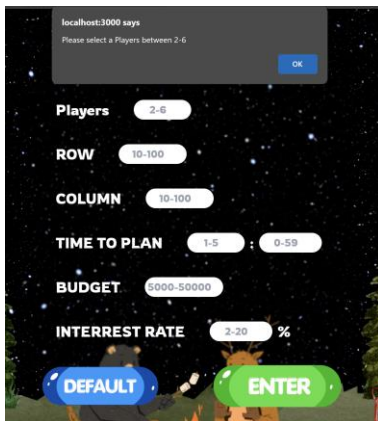 localhost:3000 says
Please select a Players between 2-6
OK
Players 2-6
ROW 10-100
COLUMN 10-100
TIME TO PLAN 1-5 : 0-59
BUDGET 5000-50000
INTERREST RATE 2-20 %
DEFAULT ENTER